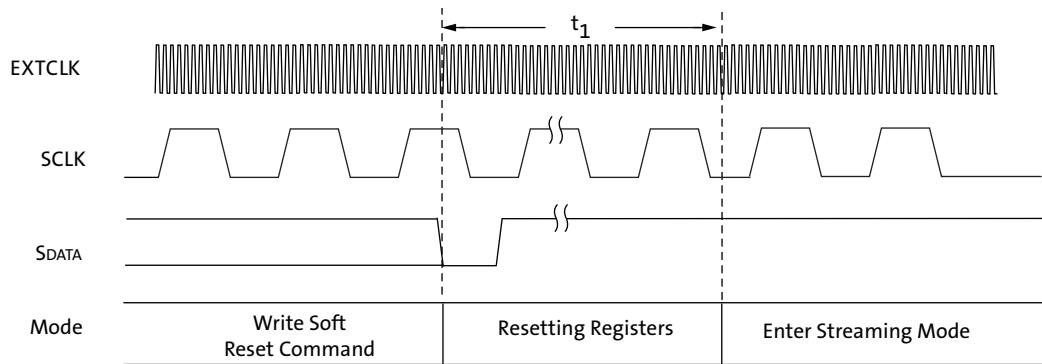 t1
EXTCLK
SCLK
SDATA
Mode
Write Soft
Reset Command
Resetting Registers
Enter Streaming Mode